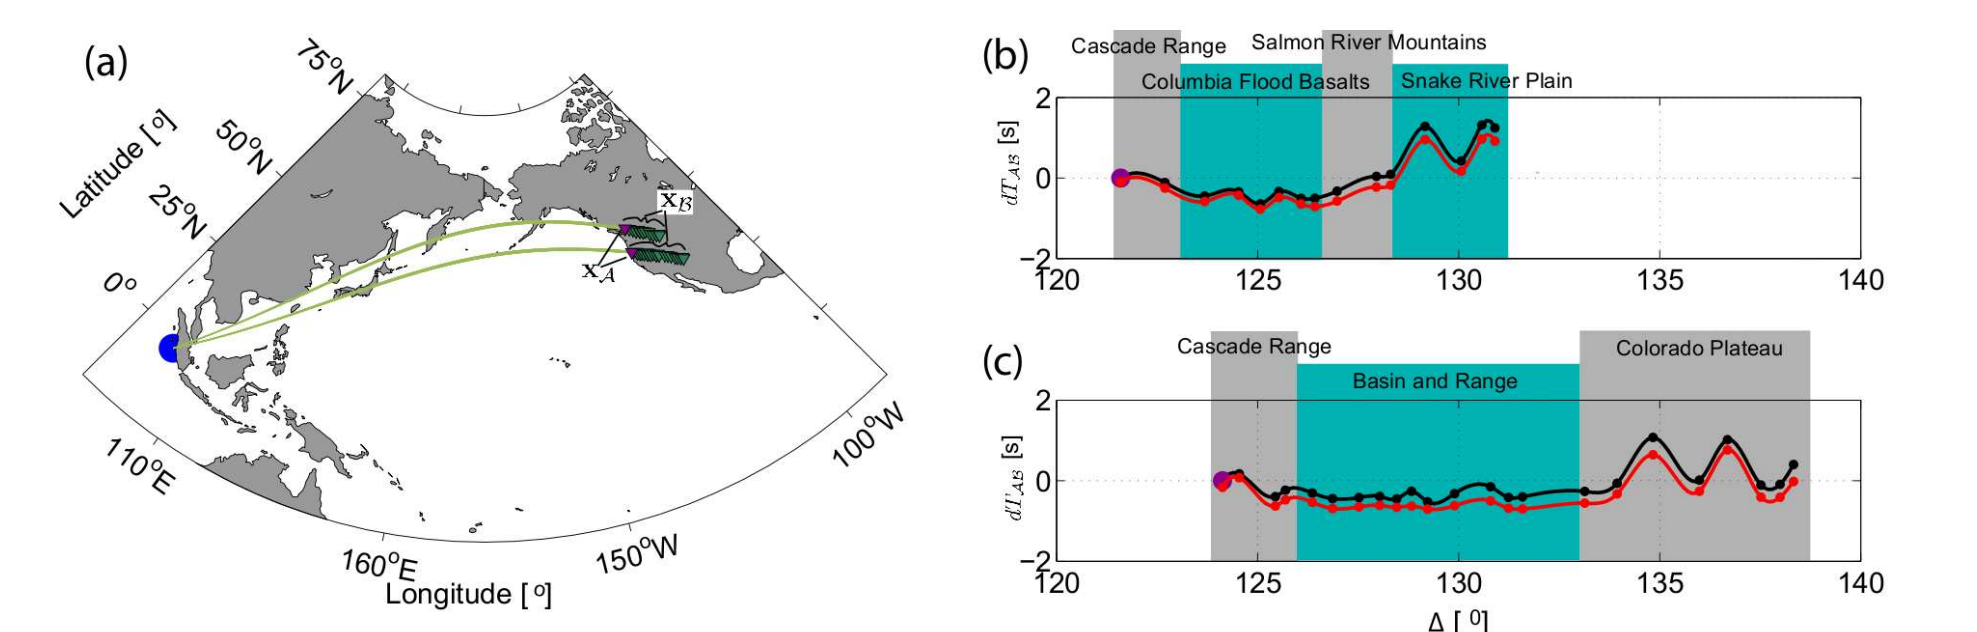 (a)
75°N
50°N
25°N
0°
Latitude [°]
110°E
160°E
150°W
100°W
Longitude [°]
x_B
x_A
(b)
Cascade Range
Salmon River Mountains
Columbia Flood Basalts
Snake River Plain
dT_AB [s]
2
0
−2
120
125
130
135
140
(c)
Cascade Range
Colorado Plateau
Basin and Range
dT_AB [s]
2
0
−2
120
125
130
135
140
Δ [°]